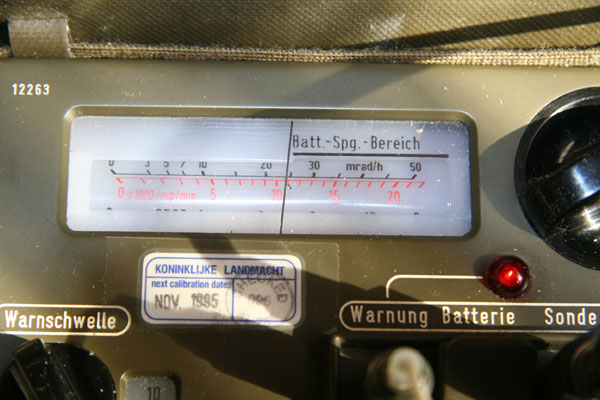 12263
Batt.-Spg.-Bereich
0 3 5 7 10 20 30 mrad/h 50
0 x1000 imp/min 5 10 15 20
KONINKLIJKE LANDMACHT
next calibration date:
NOV. 1995
Warnschwelle
Warnung Batterie Sonde
10